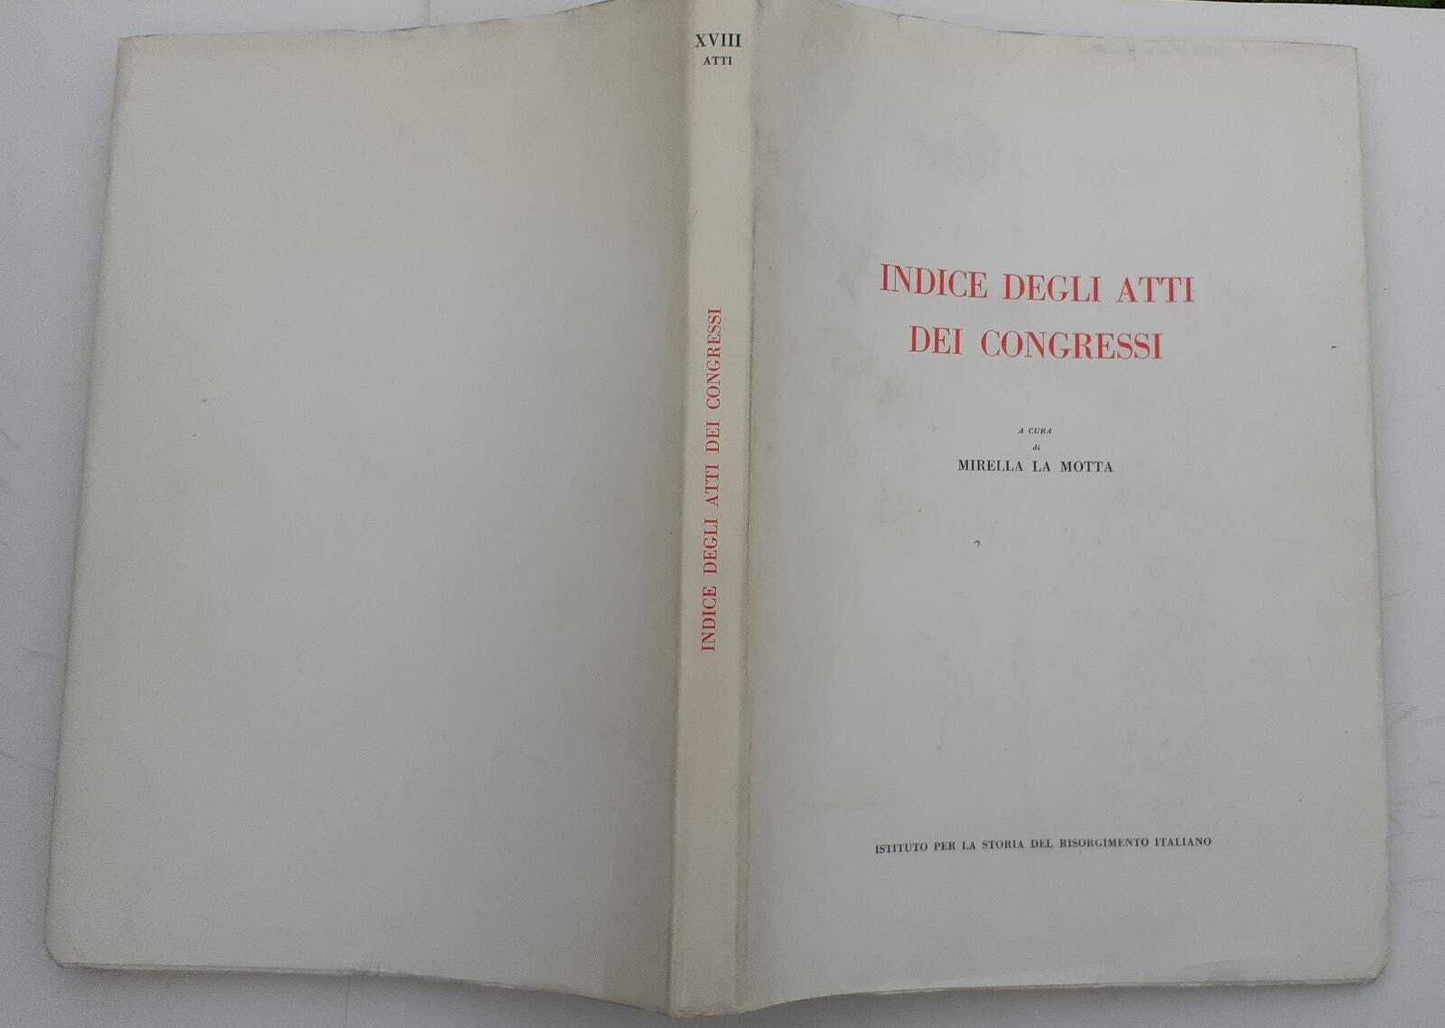 XVIII
ATTI
INDICE DEGLI ATTI DEI CONGRESSI
INDICE DEGLI ATTI
DEI CONGRESSI
A CURA
di
MIRELLA LA MOTTA
ISTITUTO PER LA STORIA DEL RISORGIMENTO ITALIANO